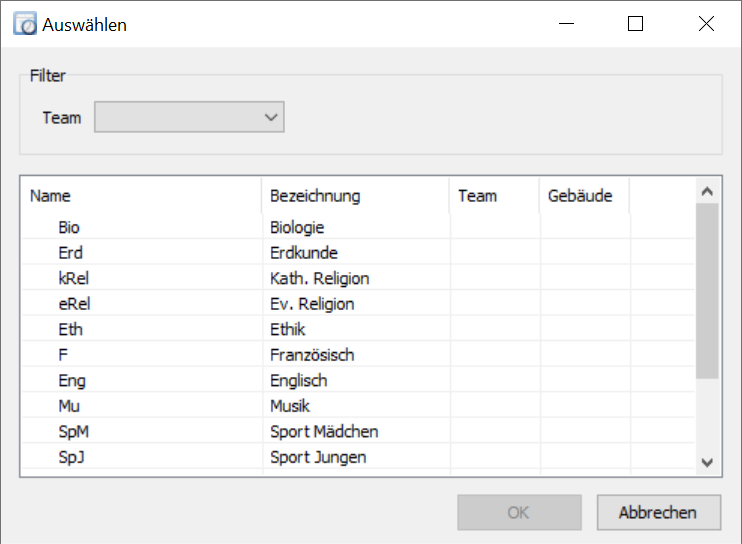 Auswählen
Filter
Team
Name Bezeichnung Team Gebäude
Bio Biologie
Erd Erdkunde
kRel Kath. Religion
eRel Ev. Religion
Eth Ethik
F Französisch
Eng Englisch
Mu Musik
SpM Sport Mädchen
SpJ Sport Jungen
OK Abbrechen